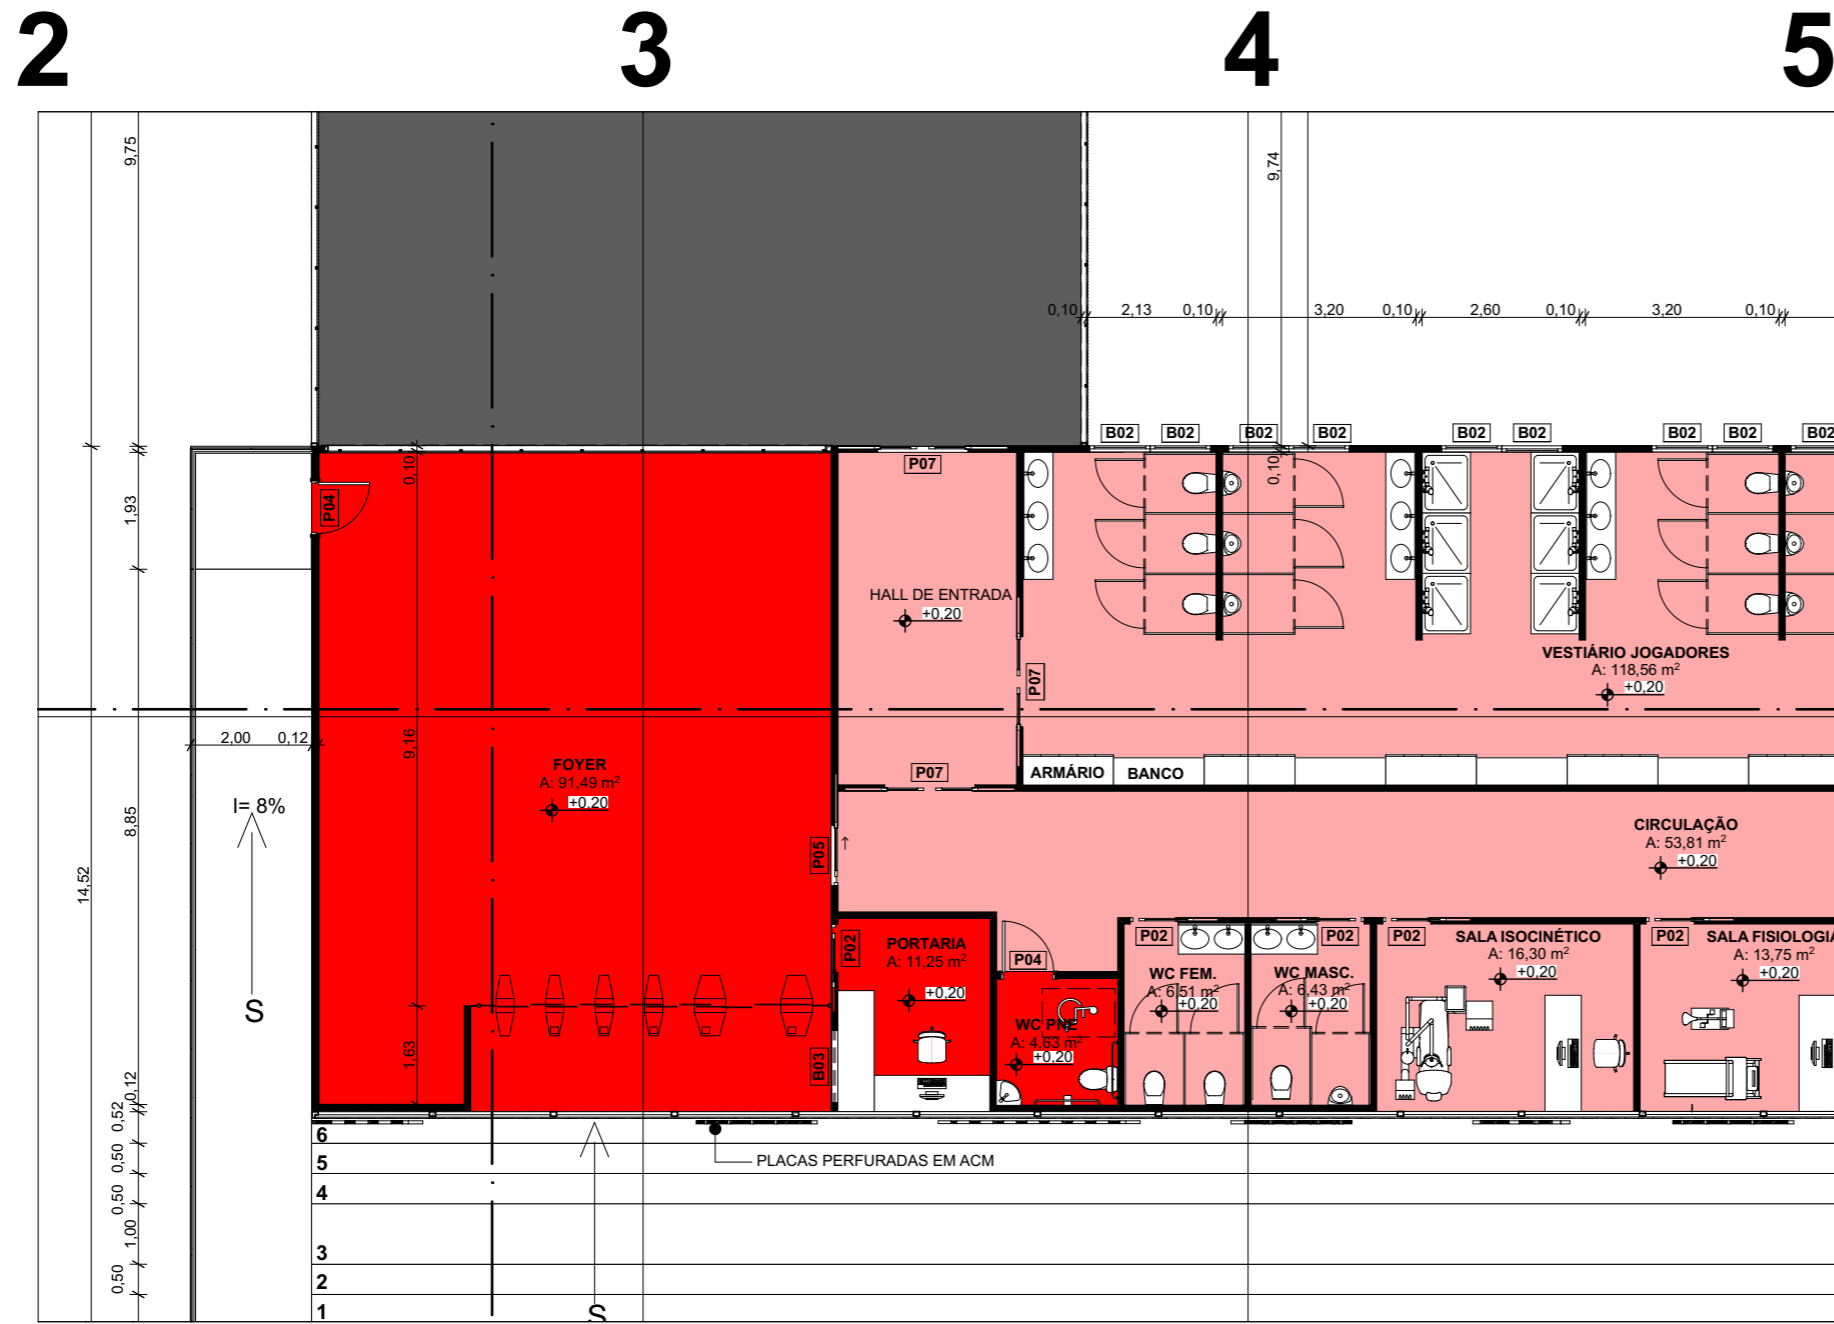 2 3 4 5
9,75
9,74
0,10 2,13 0,10 3,20 0,10 2,60 0,10 3,20 0,10
B02 B02 B02 B02 B02 B02 B02 B02 B02
P07
0,10
0,10
P04
1,93
HALL DE ENTRADA
+0,20
VESTIÁRIO JOGADORES
A: 118,56 m²
+0,20
P07
2,00 0,12
9,16
FOYER
A: 91,49 m²
+0,20
P07
ARMÁRIO BANCO
I= 8%
8,85
14,52
P05
CIRCULAÇÃO
A: 53,81 m²
+0,20
S
P02
PORTARIA
A: 11,25 m²
+0,20
P04
WC PNE
A: 4,63 m²
+0,20
P02
WC FEM.
A: 6,51 m²
+0,20
P02
WC MASC.
A: 6,43 m²
+0,20
P02
SALA ISOCINÉTICO
A: 16,30 m²
+0,20
P02
SALA FISIOLOGIA
A: 13,75 m²
+0,20
1,63
B03
0,12
0,52
0,50
0,50
1,00
0,50
6
5
4
3
2
1
PLACAS PERFURADAS EM ACM
S